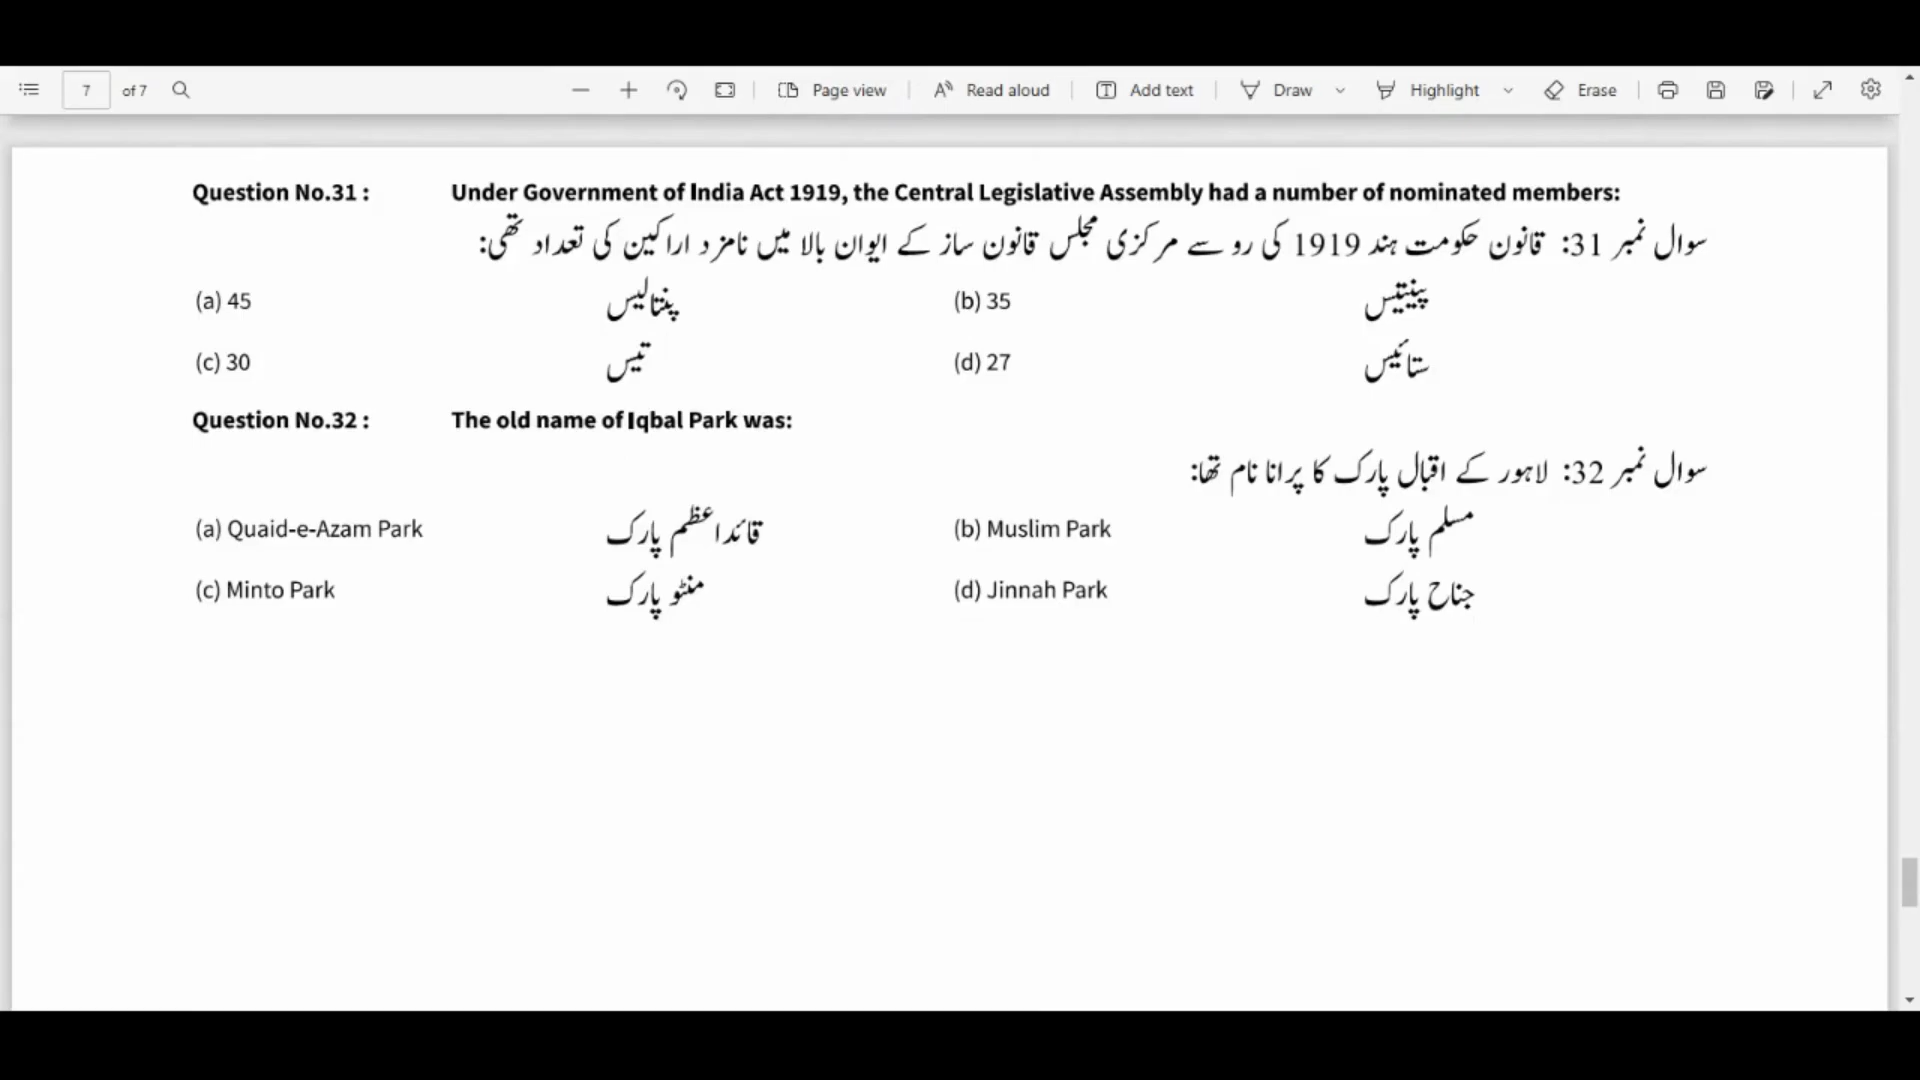 7 of 7 Page view Read aloud Add text Draw Highlight Erase
Question No.31 : Under Government of India Act 1919, the Central Legislative Assembly had a number of nominated members:
سوال نمبر 31: قانون حکومت ہند 1919 کی رو سے مرکزی مجلس قانون ساز کے ایوان بالا میں نامزد اراکین کی تعداد تھی:
(a) 45 پنتالیس (b) 35 پینتیس
(c) 30 تیس (d) 27 ستائیس
Question No.32 : The old name of Iqbal Park was:
سوال نمبر 32: لاہور کے اقبال پارک کا پرانا نام تھا:
(a) Quaid-e-Azam Park قائداعظم پارک (b) Muslim Park مسلم پارک
(c) Minto Park منٹو پارک (d) Jinnah Park جناح پارک